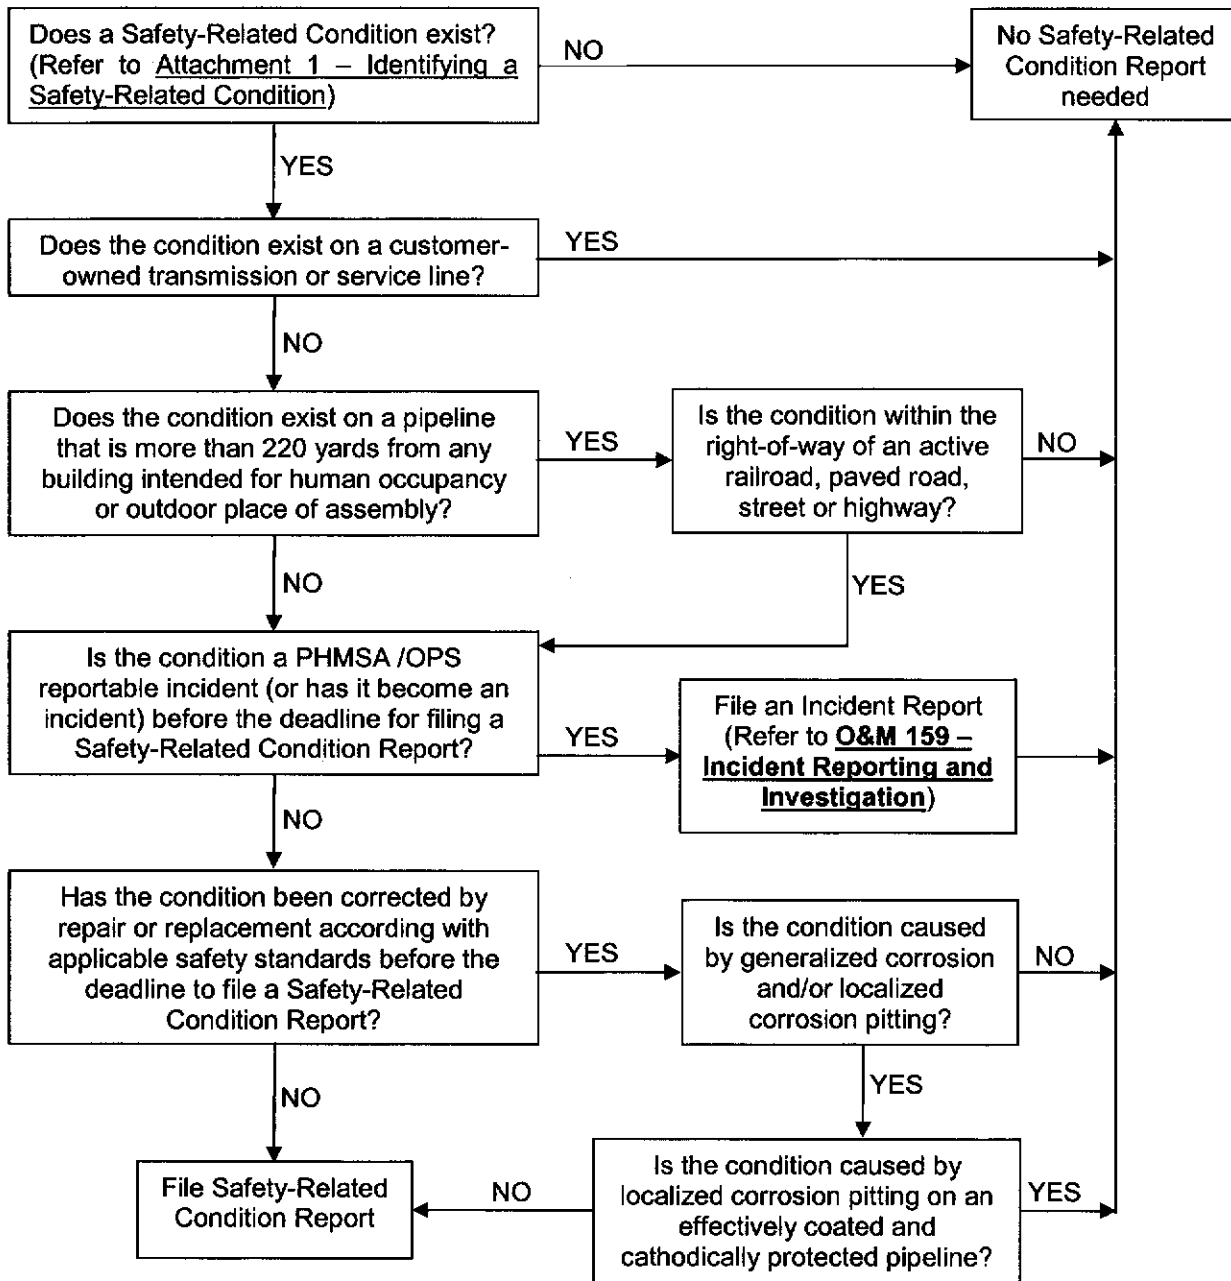 Does a Safety-Related Condition exist?
(Refer to Attachment 1 – Identifying a
Safety-Related Condition)
NO
No Safety-Related
Condition Report
needed
YES
Does the condition exist on a customer-
owned transmission or service line?
YES
NO
Does the condition exist on a pipeline
that is more than 220 yards from any
building intended for human occupancy
or outdoor place of assembly?
YES
Is the condition within the
right-of-way of an active
railroad, paved road,
street or highway?
NO
NO
YES
Is the condition a PHMSA /OPS
reportable incident (or has it become an
incident) before the deadline for filing a
Safety-Related Condition Report?
YES
File an Incident Report
(Refer to O&M 159 –
Incident Reporting and
Investigation)
NO
Has the condition been corrected by
repair or replacement according with
applicable safety standards before the
deadline to file a Safety-Related
Condition Report?
YES
Is the condition caused
by generalized corrosion
and/or localized
corrosion pitting?
NO
NO
YES
File Safety-Related
Condition Report
NO
Is the condition caused by
localized corrosion pitting on an
effectively coated and
cathodically protected pipeline?
YES